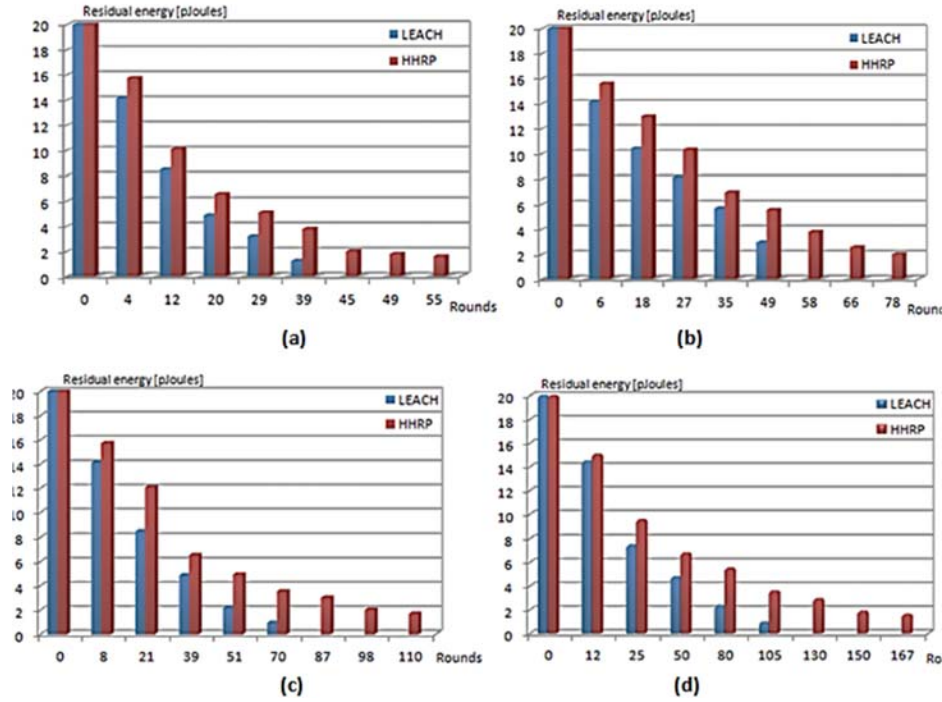 Residual energy [pJoules]
LEACH
HHRP
20
18
16
14
12
10
8
6
4
2
0
0 4 12 20 29 39 45 49 55 Rounds
(a)
Residual energy [pJoules]
LEACH
HHRP
20
18
16
14
12
10
8
6
4
2
0
0 6 18 27 35 49 58 66 78 Roun
(b)
Residual energy [pJoules]
LEACH
HHRP
20
18
16
14
12
10
8
6
4
2
0
0 8 21 39 51 70 87 98 110 Rounds
(c)
Residual energy [pJoules]
LEACH
HHRP
20
18
16
14
12
10
8
6
4
2
0
0 12 25 50 80 105 130 150 167 Ro
(d)